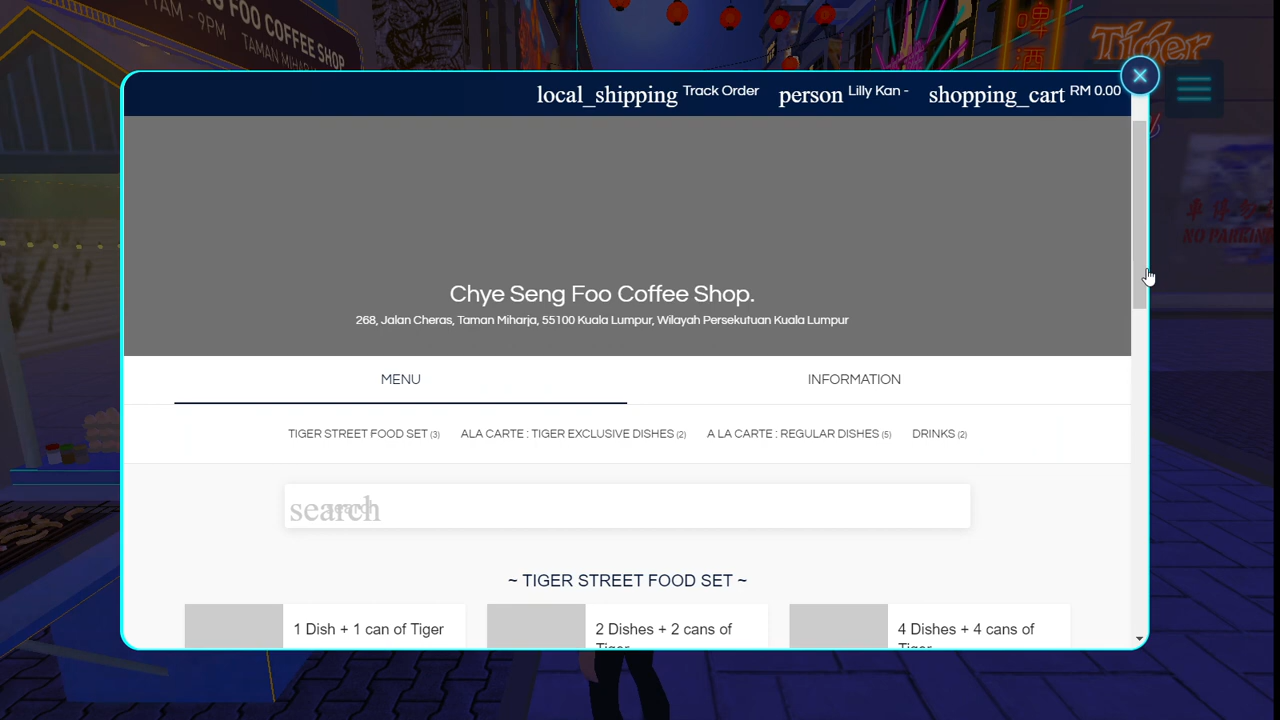 11AM - 9PM
FOO COFFEE SHOP
啤酒
Tiger
local_shipping Track Order person Lilly Kan - shopping_cart RM 0.00
NO PARKING
Chye Seng Foo Coffee Shop.
268, Jalan Cheras, Taman Miharja, 55100 Kuala Lumpur, Wilayah Persekutuan Kuala Lumpur
MENU INFORMATION
TIGER STREET FOOD SET (3) ALA CARTE : TIGER EXCLUSIVE DISHES (2) A LA CARTE : REGULAR DISHES (5) DRINKS (2)
search
~ TIGER STREET FOOD SET ~
1 Dish + 1 can of Tiger 2 Dishes + 2 cans of 4 Dishes + 4 cans of
Tiger Tiger